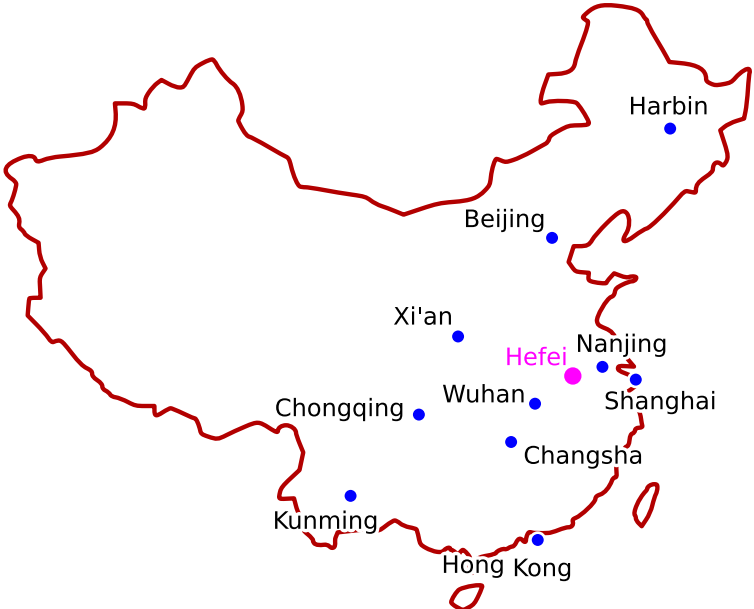 Harbin
Beijing
Xi'an
Nanjing
Hefei
Wuhan
Shanghai
Chongqing
Changsha
Kunming
Hong Kong